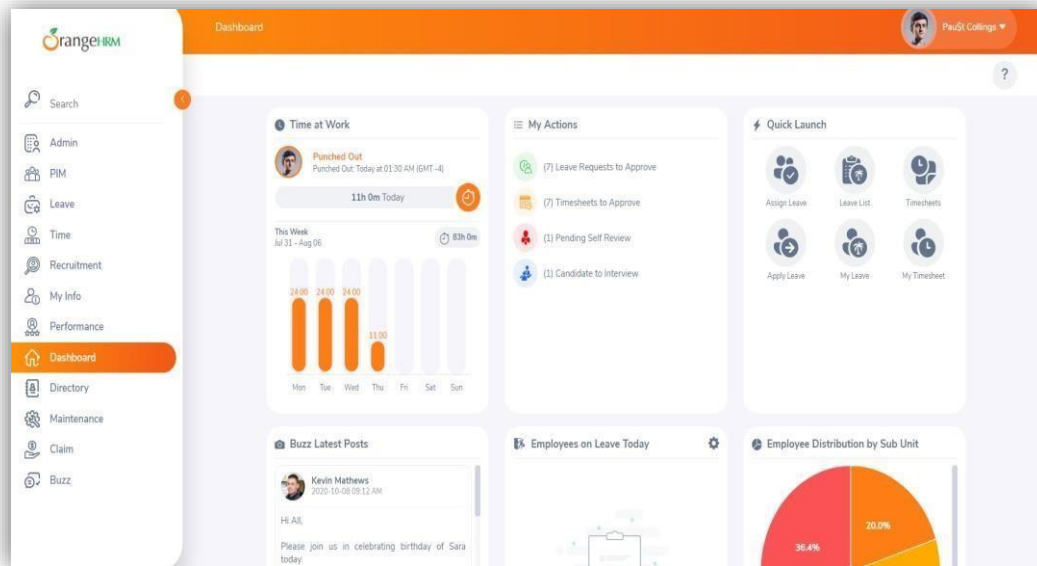 OrangeHRM
Dashboard
Pau$t Collings
?
Search
Admin
PIM
Leave
Time
Recruitment
My Info
Performance
Dashboard
Directory
Maintenance
Claim
Buzz
Time at Work
Punched Out
Punched Out: Today at 01:30 AM (GMT -4)
11h 0m Today
This Week
Jul 31 - Aug 06
83h 0m
24:00 24:00 24:00
11:00
Mon Tue Wed Thu Fri Sat Sun
My Actions
(7) Leave Requests to Approve
(7) Timesheets to Approve
(1) Pending Self Review
(1) Candidate to Interview
Quick Launch
Assign Leave Leave List Timesheets
Apply Leave My Leave My Timesheet
Buzz Latest Posts
Kevin Mathews
2020-10-08 09:12 AM
Hi All,
Please join us in celebrating birthday of Sara
today.
Employees on Leave Today
Employee Distribution by Sub Unit
20.0%
36.4%